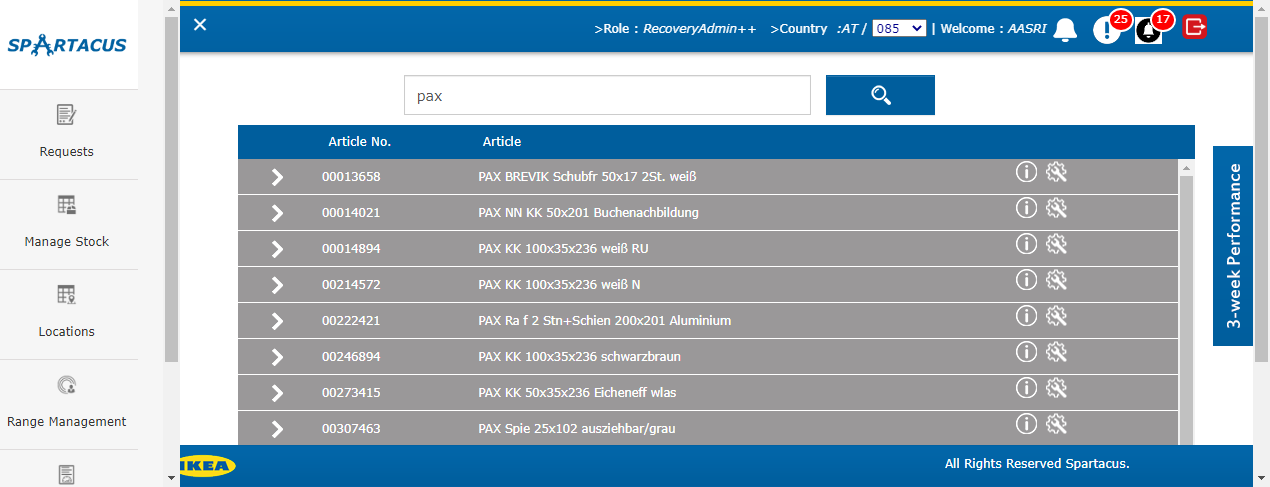 SPARTACUS
>Role : RecoveryAdmin++ >Country :AT / 085 | Welcome : AASRI 25 17
Requests
Manage Stock
Locations
Range Management
pax
Article No. Article
00013658 PAX BREVIK Schubfr 50x17 2St. weiß
00014021 PAX NN KK 50x201 Buchenachbildung
00014894 PAX KK 100x35x236 weiß RU
00214572 PAX KK 100x35x236 weiß N
00222421 PAX Ra f 2 Stn+Schien 200x201 Aluminium
00246894 PAX KK 100x35x236 schwarzbraun
00273415 PAX KK 50x35x236 Eicheneff wlas
00307463 PAX Spie 25x102 ausziehbar/grau
3-week Performance
IKEA
All Rights Reserved Spartacus.